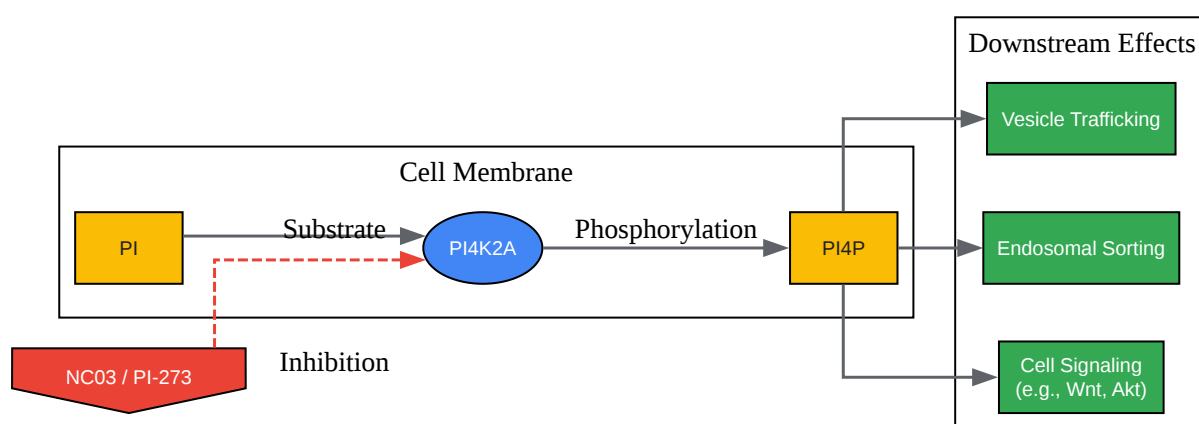 Downstream Effects
Vesicle Trafficking
Cell Membrane
PI
Substrate
PI4K2A
Phosphorylation
PI4P
Endosomal Sorting
Inhibition
NC03 / PI-273
Cell Signaling
(e.g., Wnt, Akt)